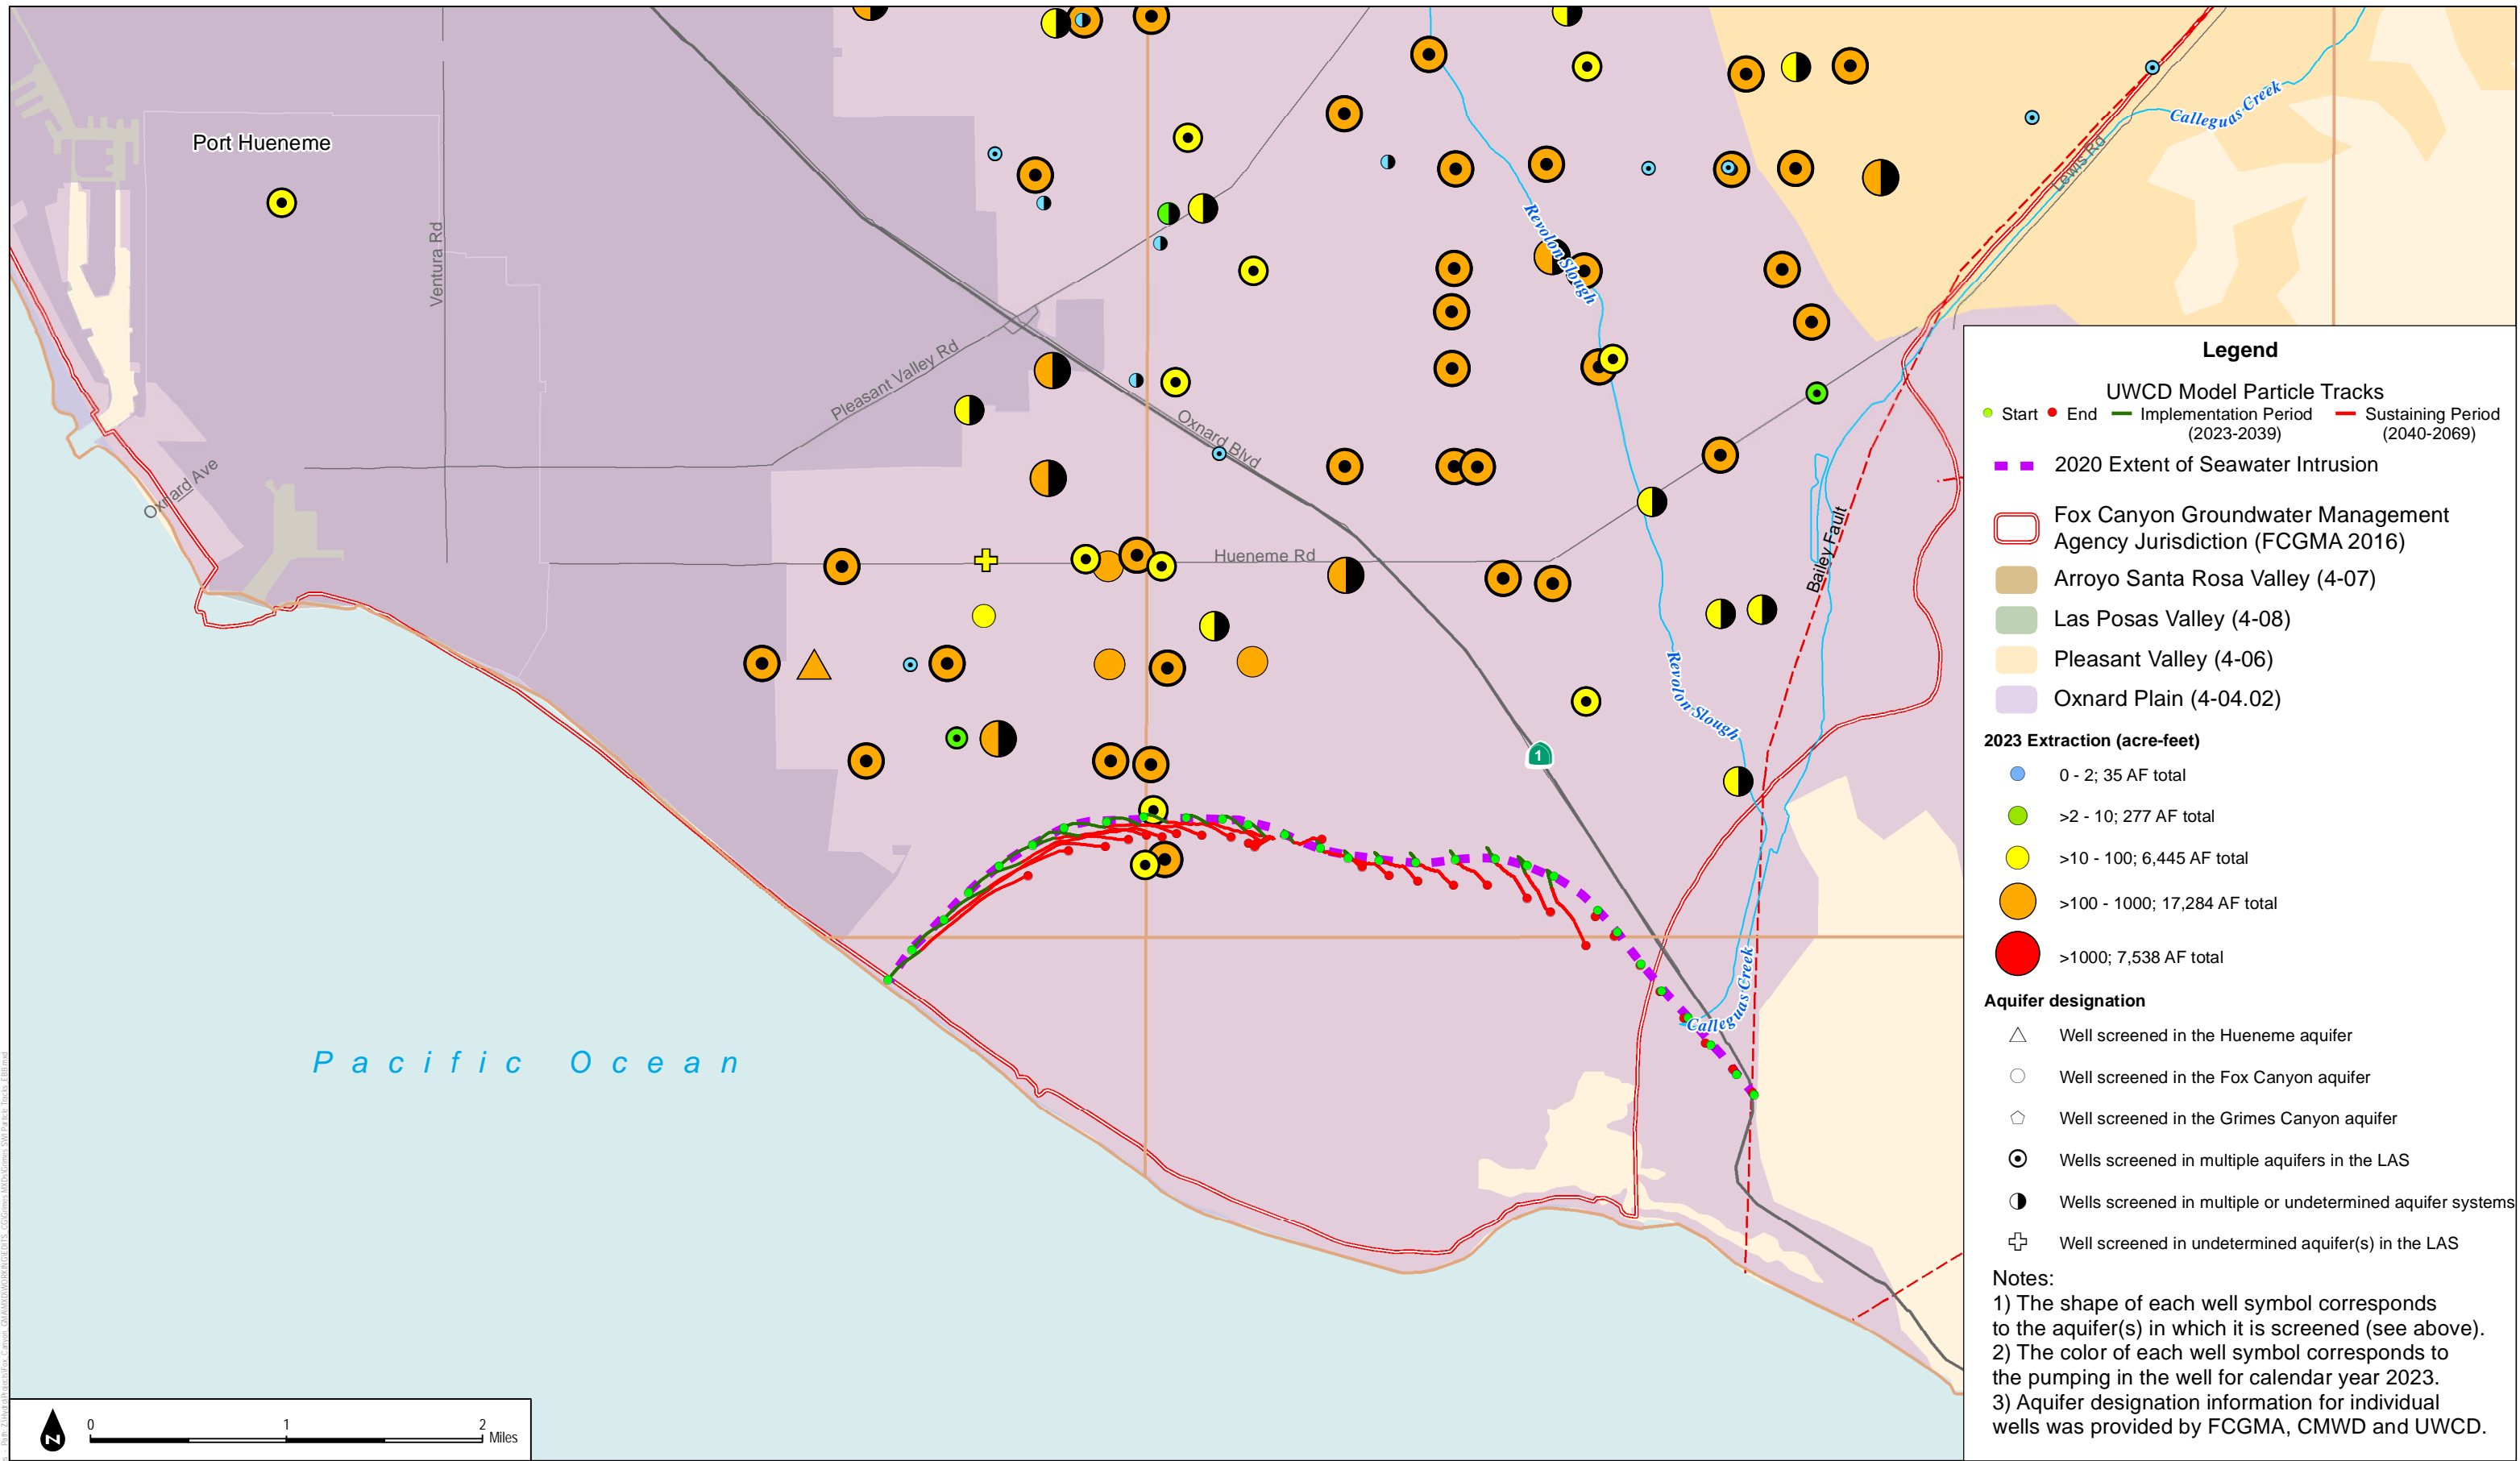 Port Hueneme
Ventura Rd
Pleasant Valley Rd
Oxnard Blvd
Oxnard Ave
Hueneme Rd
Revolon Slough
Revolon Slough
Calleguas Creek
Lewis Rd
Bailey Fault
1
Calleguas Creek
Pacific Ocean
N
0 1 2
Miles
Legend
UWCD Model Particle Tracks
Start End Implementation Period Sustaining Period
(2023-2039) (2040-2069)
2020 Extent of Seawater Intrusion
Fox Canyon Groundwater Management
Agency Jurisdiction (FCGMA 2016)
Arroyo Santa Rosa Valley (4-07)
Las Posas Valley (4-08)
Pleasant Valley (4-06)
Oxnard Plain (4-04.02)
2023 Extraction (acre-feet)
0 - 2; 35 AF total
>2 - 10; 277 AF total
>10 - 100; 6,445 AF total
>100 - 1000; 17,284 AF total
>1000; 7,538 AF total
Aquifer designation
Well screened in the Hueneme aquifer
Well screened in the Fox Canyon aquifer
Well screened in the Grimes Canyon aquifer
Wells screened in multiple aquifers in the LAS
Wells screened in multiple or undetermined aquifer systems
Well screened in undetermined aquifer(s) in the LAS
Notes:
1) The shape of each well symbol corresponds
to the aquifer(s) in which it is screened (see above).
2) The color of each well symbol corresponds to
the pumping in the well for calendar year 2023.
3) Aquifer designation information for individual
wells was provided by FCGMA, CMWD and UWCD.